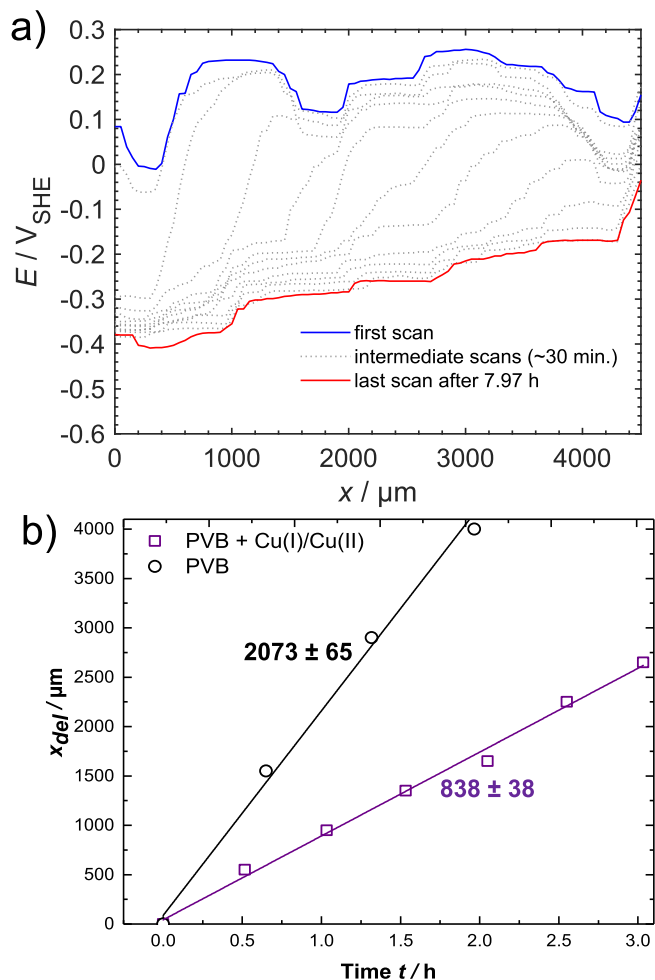 a)
0.3
0.2
0.1
0
-0.1
-0.2
-0.3
-0.4
-0.5
-0.6
E / V_SHE
first scan
intermediate scans (~30 min.)
last scan after 7.97 h
0 1000 2000 3000 4000
x / µm
b)
4000
3500
3000
2500
2000
1500
1000
500
0
x_del / µm
PVB + Cu(I)/Cu(II)
PVB
2073 ± 65
838 ± 38
0.0 0.5 1.0 1.5 2.0 2.5 3.0
Time t / h